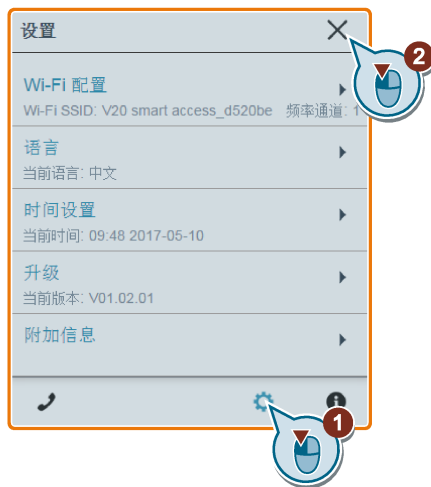 设置
Wi-Fi 配置
Wi-Fi SSID: V20 smart access_d520be 频率通道: 1
语言
当前语言: 中文
时间设置
当前时间: 09:48 2017-05-10
升级
当前版本: V01.02.01
附加信息
2
1